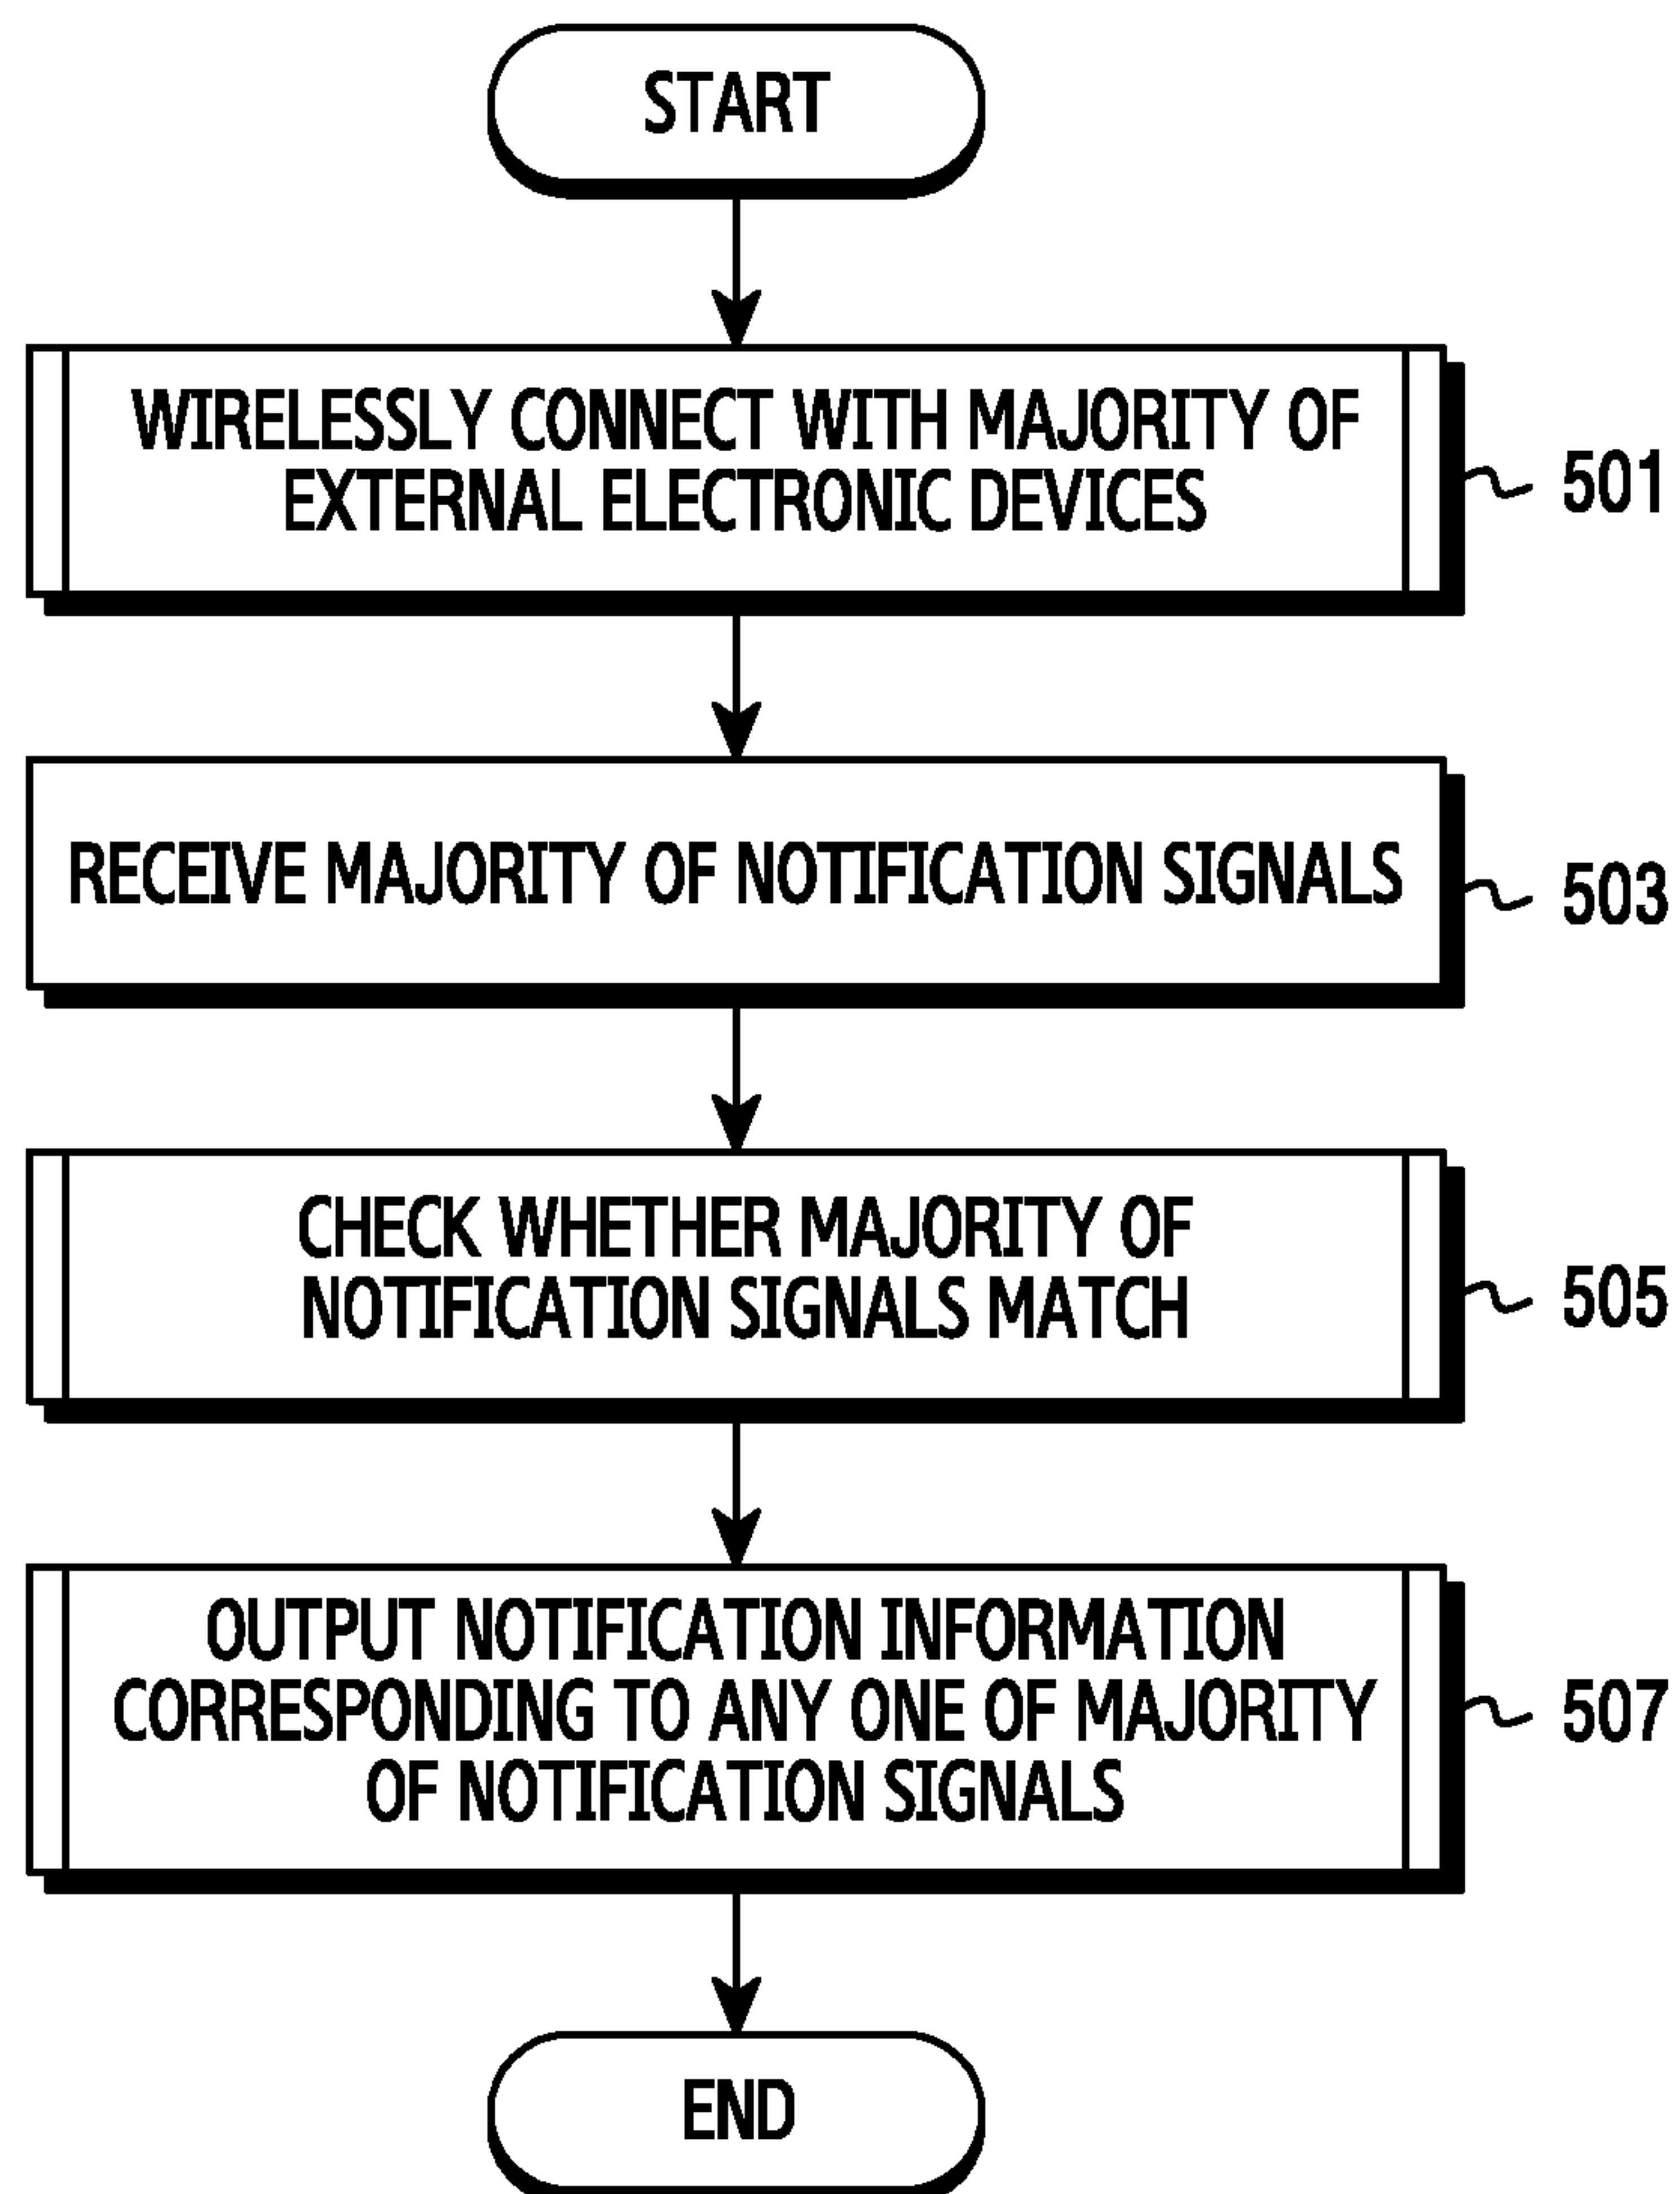 START
WIRELESSLY CONNECT WITH MAJORITY OF
EXTERNAL ELECTRONIC DEVICES
501
RECEIVE MAJORITY OF NOTIFICATION SIGNALS
503
CHECK WHETHER MAJORITY OF
NOTIFICATION SIGNALS MATCH
505
OUTPUT NOTIFICATION INFORMATION
CORRESPONDING TO ANY ONE OF MAJORITY
OF NOTIFICATION SIGNALS
507
END